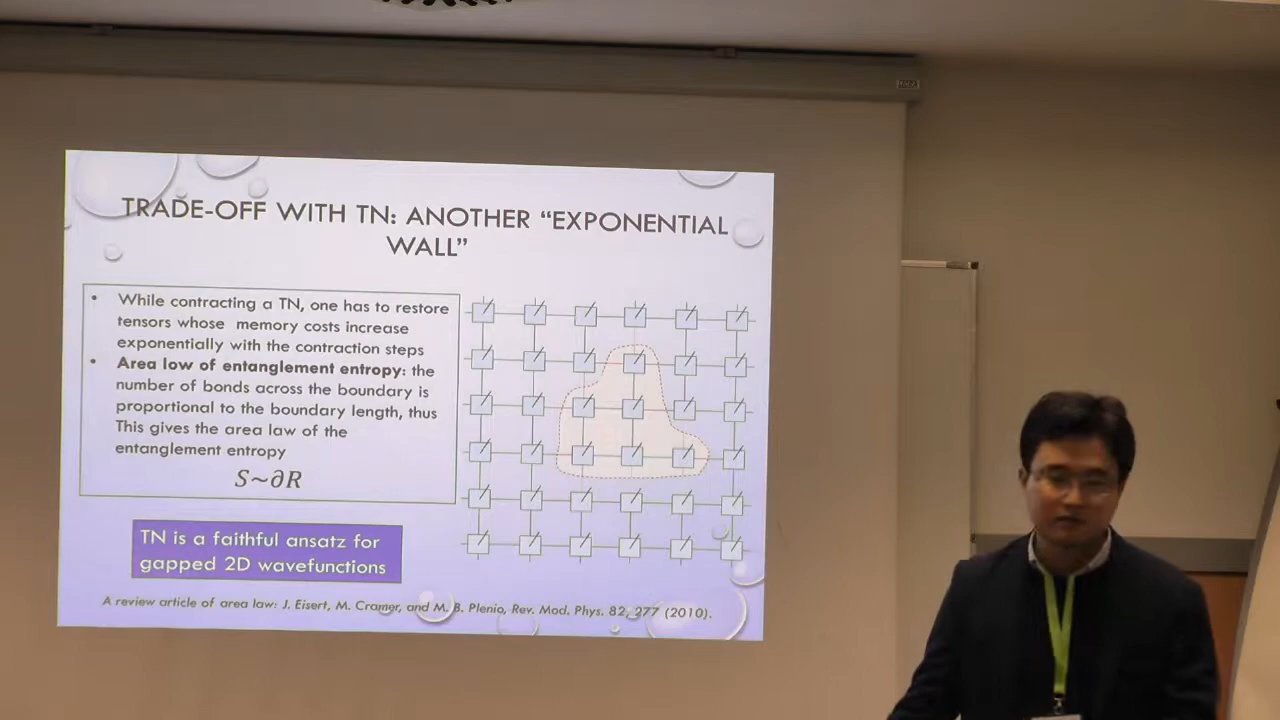 TRADE-OFF WITH TN: ANOTHER “EXPONENTIAL
WALL”
• While contracting a TN, one has to restore
tensors whose memory costs increase
exponentially with the contraction steps
• Area low of entanglement entropy: the
number of bonds across the boundary is
proportional to the boundary length, thus
This gives the area law of the
entanglement entropy
S~∂R
TN is a faithful ansatz for
gapped 2D wavefunctions
A review article of area law: J. Eisert, M. Cramer, and M. B. Plenio, Rev. Mod. Phys. 82, 277 (2010).